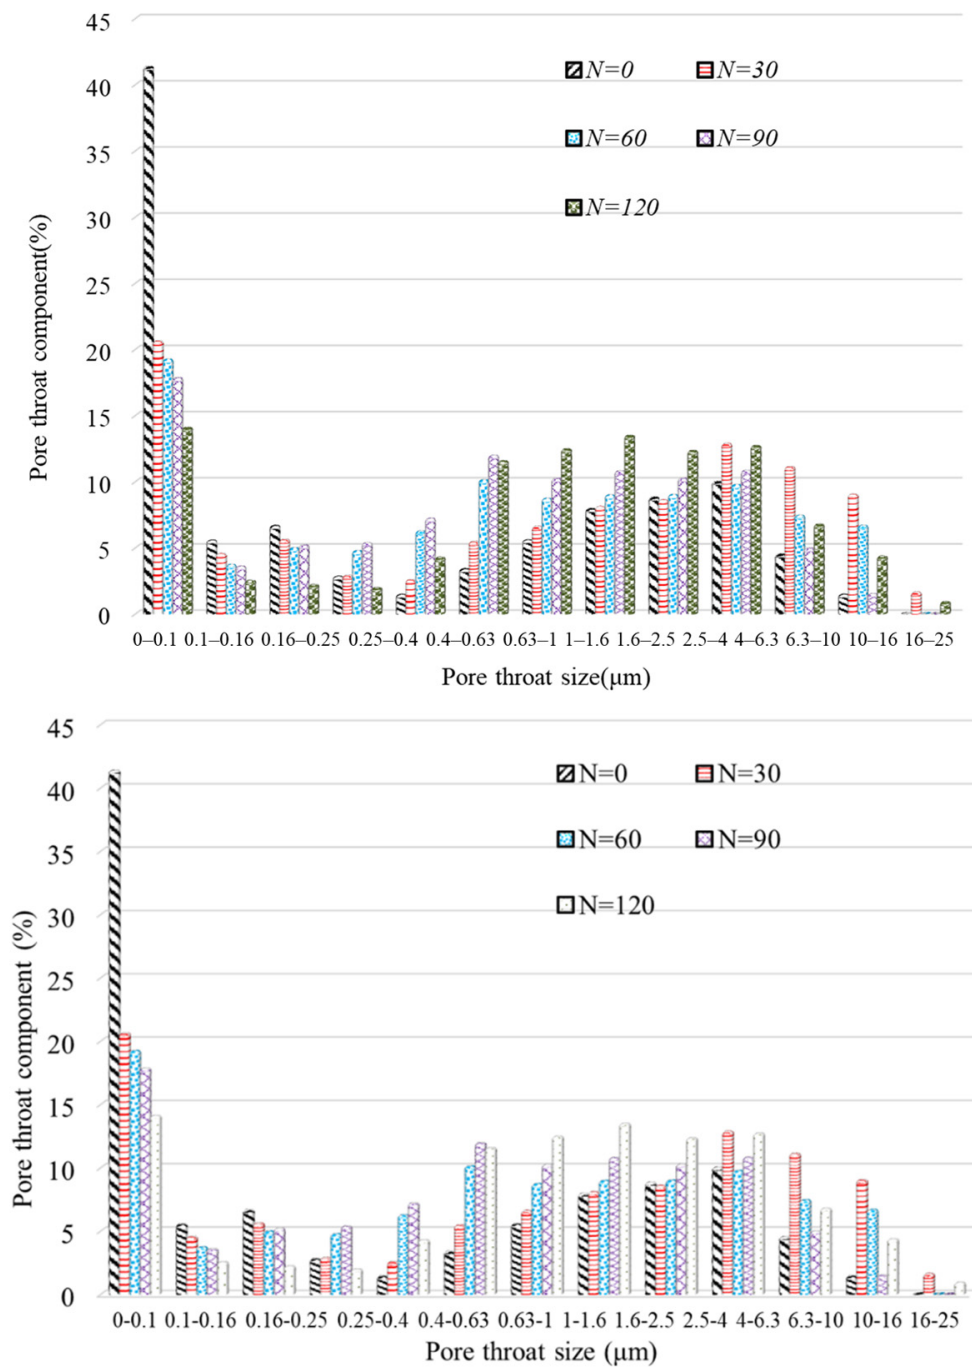 45
40
35
30
25
20
15
10
5
0
Pore throat component(%)
N=0 N=30
N=60 N=90
N=120
0–0.1 0.1–0.16 0.16–0.25 0.25–0.4 0.4–0.63 0.63–1 1–1.6 1.6–2.5 2.5–4 4–6.3 6.3–10 10–16 16–25
Pore throat size(μm)
45
40
35
30
25
20
15
10
5
0
Pore throat component (%)
N=0 N=30
N=60 N=90
N=120
0-0.1 0.1-0.16 0.16-0.25 0.25-0.4 0.4-0.63 0.63-1 1-1.6 1.6-2.5 2.5-4 4-6.3 6.3-10 10-16 16-25
Pore throat size (μm)